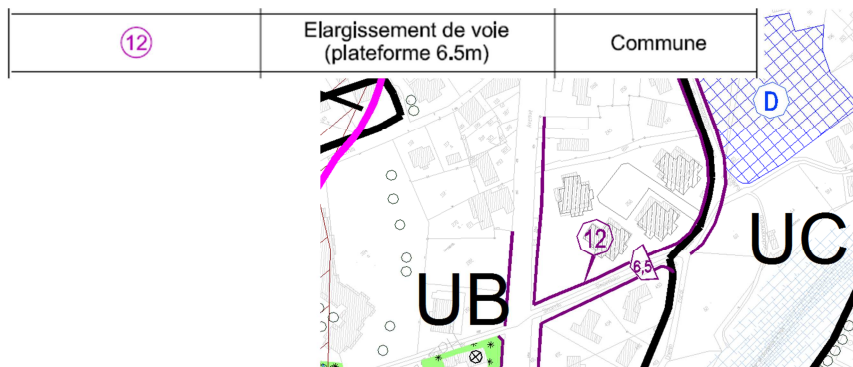 12
Elargissement de voie
(plateforme 6.5m)
Commune
D
12
6,5
UC
UB